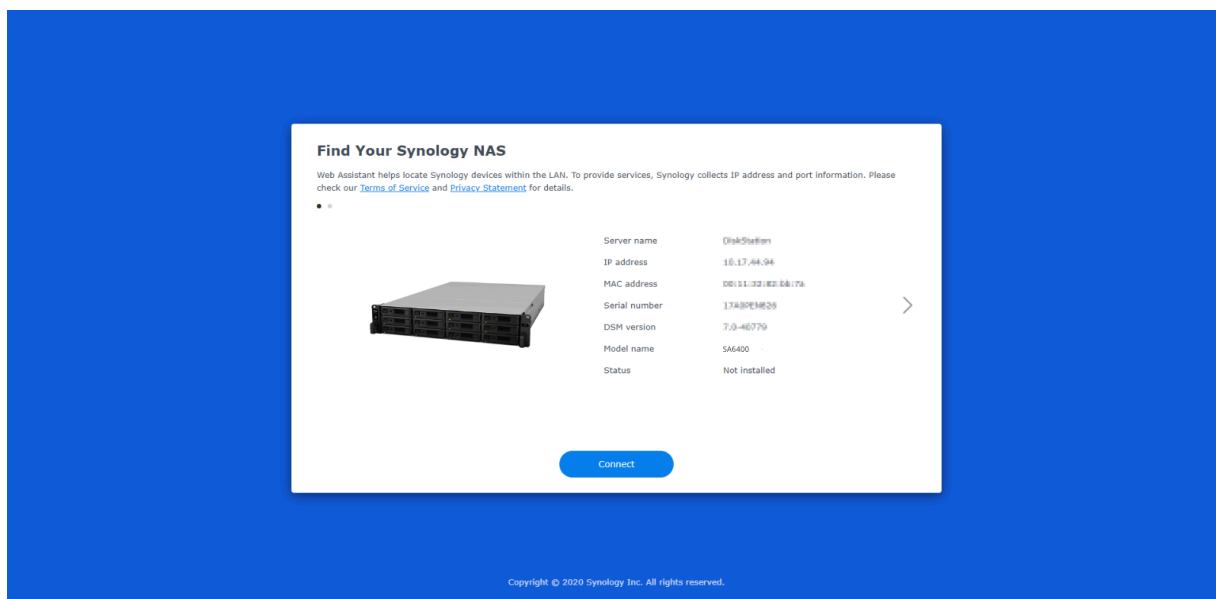 Find Your Synology NAS
Web Assistant helps locate Synology devices within the LAN. To provide services, Synology collects IP address and port information. Please
check our Terms of Service and Privacy Statement for details.
Server name DiskStation
IP address
MAC address
Serial number
DSM version
Model name SA6400
Status Not installed
Connect
Copyright © 2020 Synology Inc. All rights reserved.